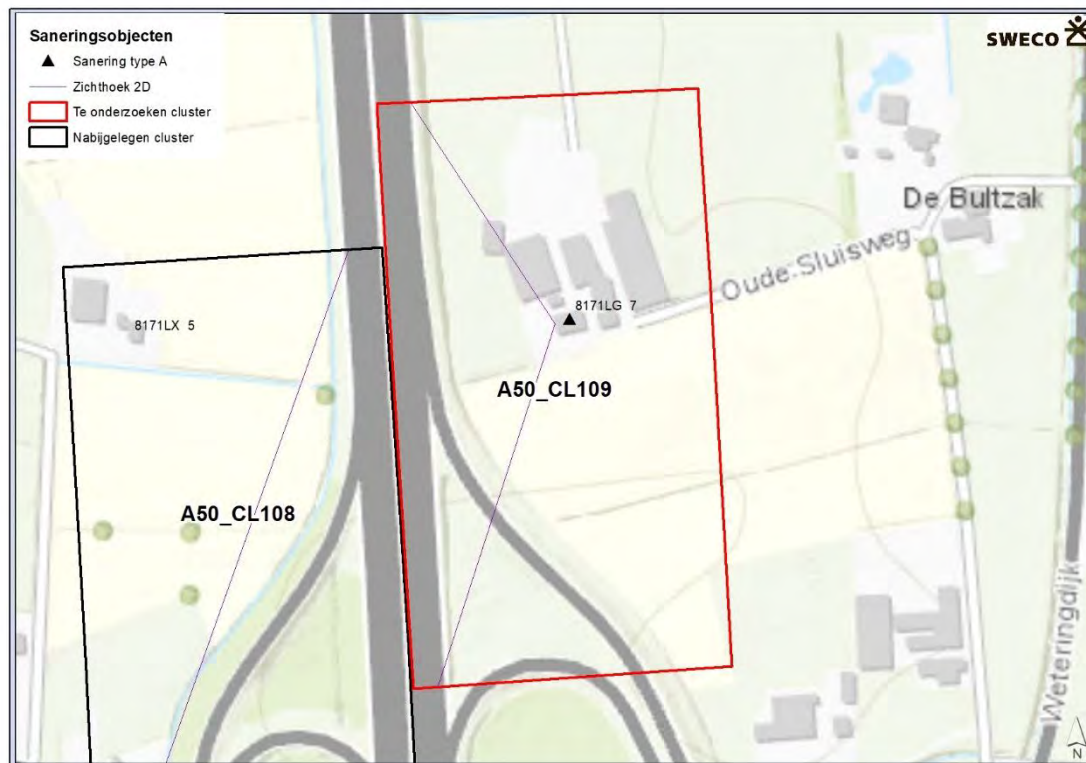 Saneringsobjecten
Sanering type A
Zichthoek 2D
Te onderzoeken cluster
Nabijgelegen cluster
SWECO
De Bultzak
Oude Sluisweg
8171LG 7
8171LX 5
A50_CL109
A50_CL108
Weteringdijk
N